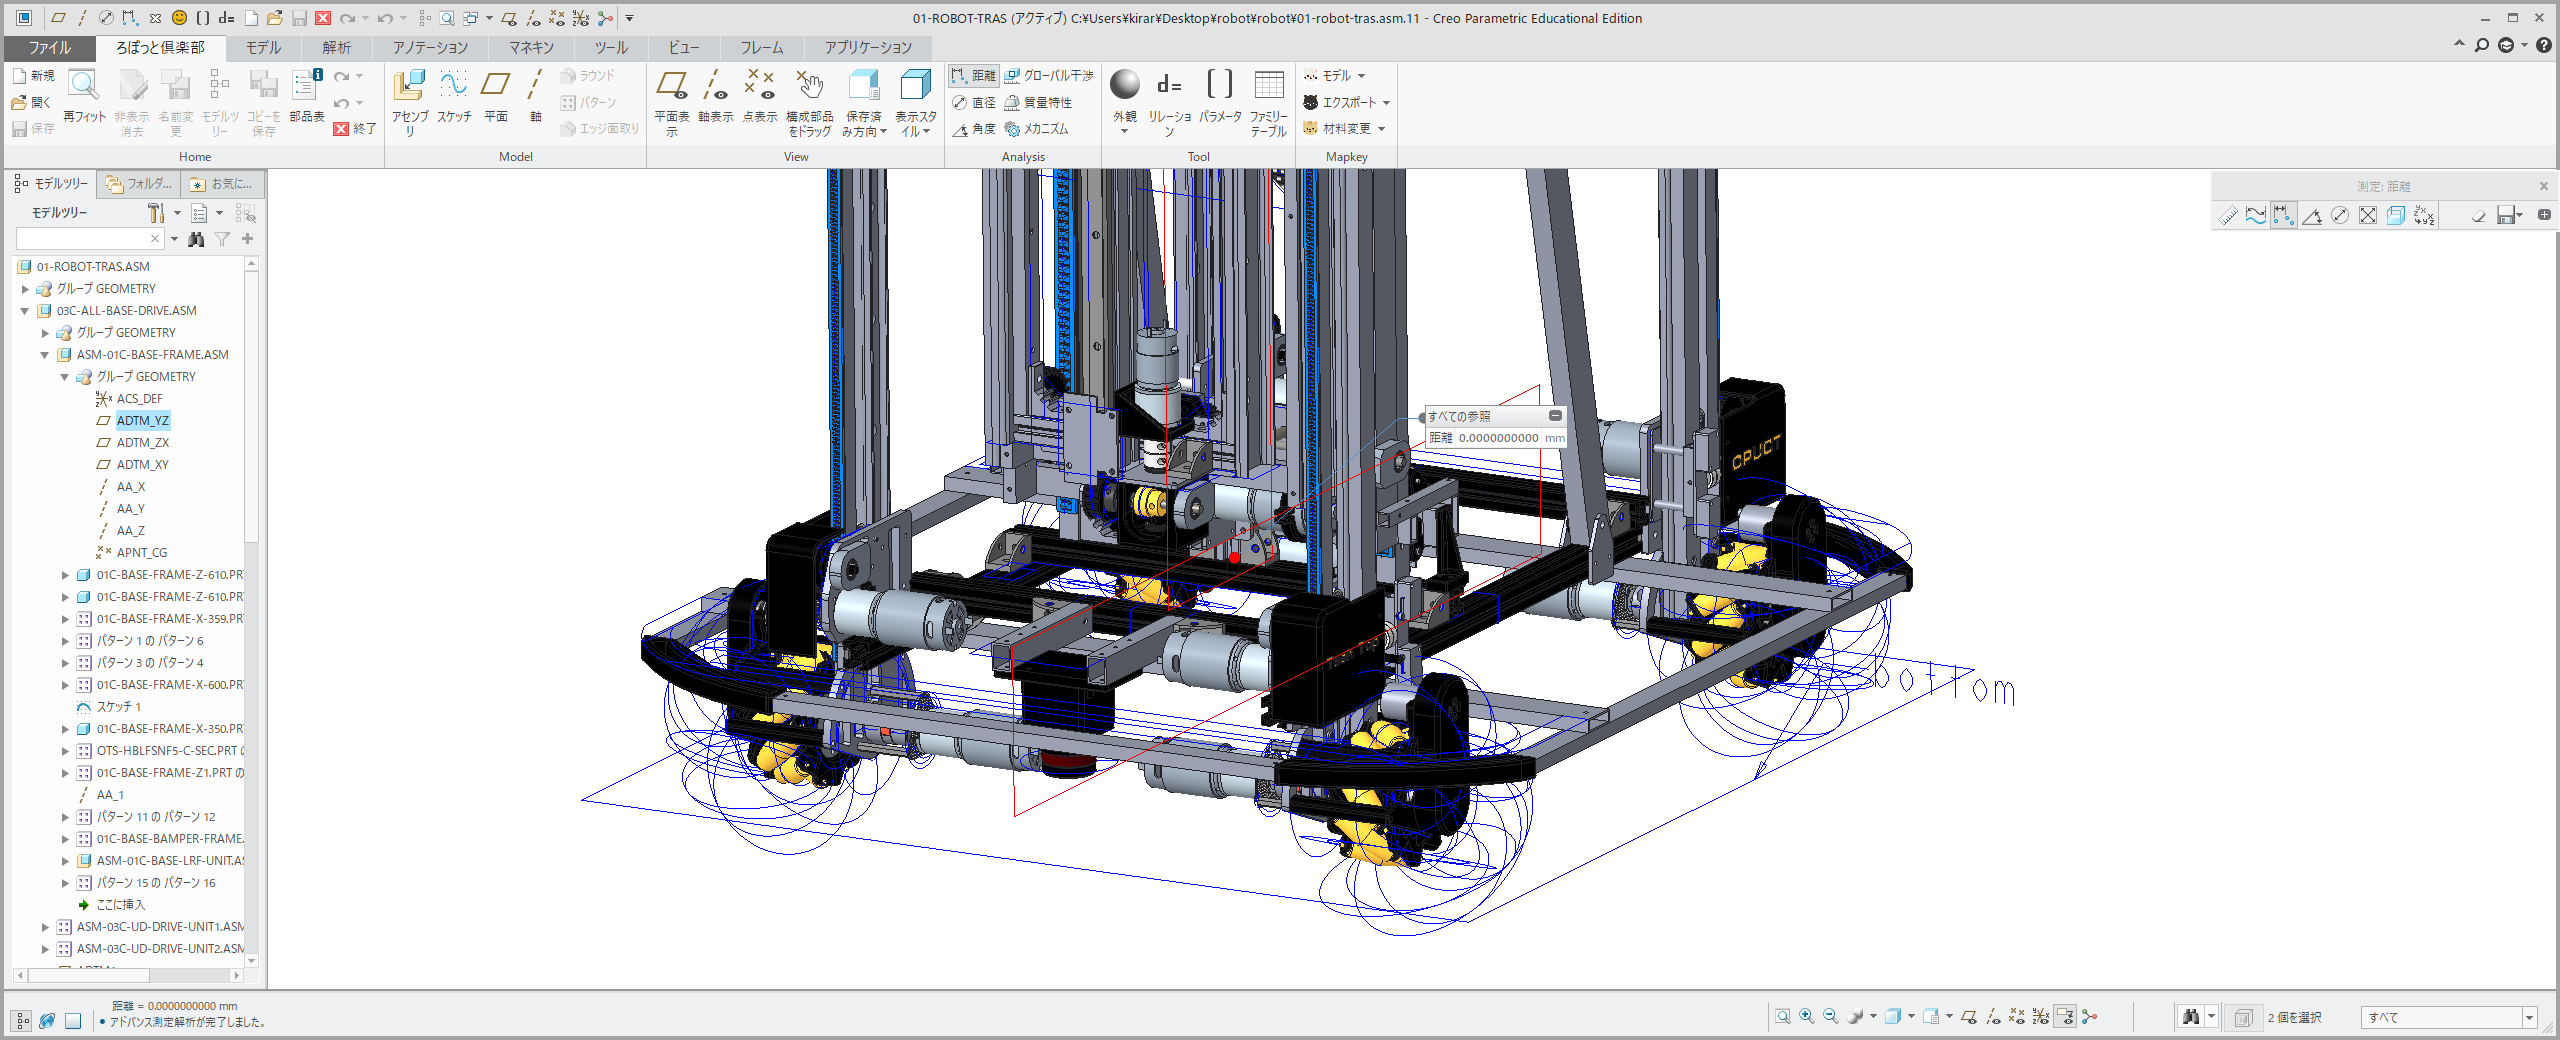 01-ROBOT-TRAS (アクティブ) C:¥Users¥kirar¥Desktop¥robot¥robot¥01-robot-tras.asm.11 - Creo Parametric Educational Edition
ファイル ろぼっと倶楽部 モデル 解析 アノテーション マネキン ツール ビュー フレーム アプリケーション
新規
開く
保存
再フィット
非表示消去
名前変更
モデルツリー
コピーを保存
部品表
終了
アセンブリ
スケッチ
平面
軸
ラウンド
パターン
エッジ面取り
平面表示
軸表示
点表示
構成部品をドラッグ
保存済み方向
表示スタイル
距離
直径
角度
グローバル干渉
質量特性
メカニズム
外観
リレーション
パラメータ
ファミリーテーブル
モデル
エクスポート
材料変更
Home Model View Analysis Tool Mapkey
モデルツリー フォルダ... お気に...
モデルツリー
測定: 距離
01-ROBOT-TRAS.ASM
グループ GEOMETRY
03C-ALL-BASE-DRIVE.ASM
グループ GEOMETRY
ASM-01C-BASE-FRAME.ASM
グループ GEOMETRY
ACS_DEF
ADTM_YZ
ADTM_ZX
ADTM_XY
AA_X
AA_Y
AA_Z
APNT_CG
01C-BASE-FRAME-Z-610.PR
01C-BASE-FRAME-Z-610.PR
01C-BASE-FRAME-X-359.PR
パターン 1 の パターン 6
パターン 3 の パターン 4
01C-BASE-FRAME-X-600.PR
スケッチ 1
01C-BASE-FRAME-X-350.PR
OTS-HBLFSNF5-C-SEC.PRT の
01C-BASE-FRAME-Z1.PRT の
AA_1
パターン 11 の パターン 12
01C-BASE-BAMPER-FRAME.
ASM-01C-BASE-LRF-UNIT.AS
パターン 15 の パターン 16
ここに挿入
ASM-03C-UD-DRIVE-UNIT1.ASM
ASM-03C-UD-DRIVE-UNIT2.ASM
すべての参照
距離 0.0000000000 mm
CPUCT
bottom
距離 = 0.0000000000 mm
アドバンス測定解析が完了しました。
2 個を選択
すべて